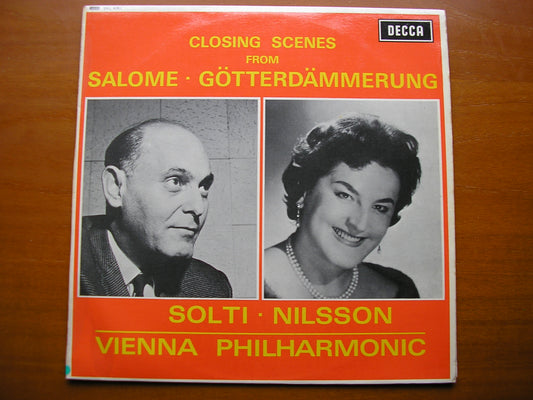 DECCA
CLOSING SCENES
FROM
SALOME · GÖTTERDÄMMERUNG
SOLTI · NILSSON
VIENNA PHILHARMONIC